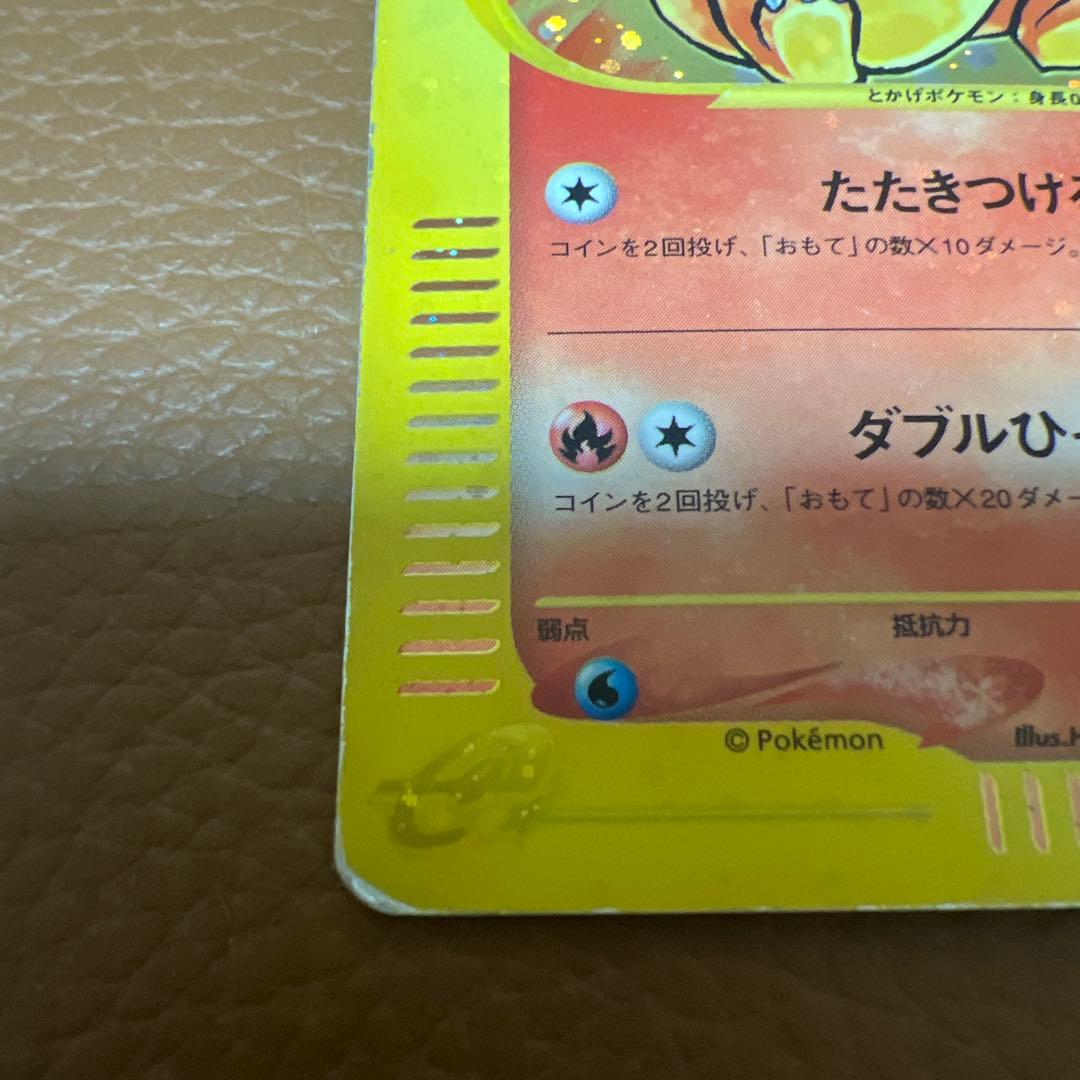 とかげポケモン：身長0
たたきつける
コインを2回投げ、「おもて」の数×10ダメージ。
ダブルひ
コインを2回投げ、「おもて」の数×20ダメー
弱点 抵抗力
© Pokémon Illus.H